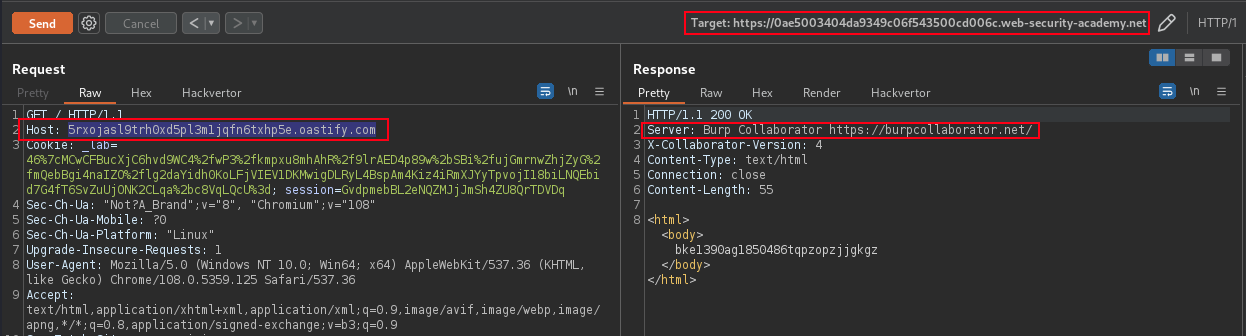 Send
Cancel
Target: https://0ae5003404da9349c06f543500cd006c.web-security-academy.net
HTTP/1
Request
Pretty Raw Hex Hackvertor
\n
1 GET / HTTP/1.1
2 Host: 5rxojasl9trh0xd5pl3m1jqfn6txhp5e.oastify.com
3 Cookie: _lab=
46%7cMCwCFBucXjC6hvd9WC4%2fwP3%2fkmpxu8mhAhR%2f9lrAED4p89w%2bSBi%2fujGmrnwZhjZyG%2
fmQebBgi4naIZO%2flg2daYidhOKoLFjVIEV1DKMwigDLRyL4BspAm4Kiz4iRmXJYyTpvojIl8biLNQEbi
d7G4fT6SvZuUjONK2CLqa%2bc8VqLQcU%3d; session=GvdpmebBL2eNQZMJjJmSh4ZU8QrTDVDq
4 Sec-Ch-Ua: "Not?A_Brand";v="8", "Chromium";v="108"
5 Sec-Ch-Ua-Mobile: ?0
6 Sec-Ch-Ua-Platform: "Linux"
7 Upgrade-Insecure-Requests: 1
8 User-Agent: Mozilla/5.0 (Windows NT 10.0; Win64; x64) AppleWebKit/537.36 (KHTML,
like Gecko) Chrome/108.0.5359.125 Safari/537.36
9 Accept:
text/html,application/xhtml+xml,application/xml;q=0.9,image/avif,image/webp,image/
apng,*/*;q=0.8,application/signed-exchange;v=b3;q=0.9
Response
Pretty Raw Hex Render Hackvertor
\n
1 HTTP/1.1 200 OK
2 Server: Burp Collaborator https://burpcollaborator.net/
3 X-Collaborator-Version: 4
4 Content-Type: text/html
5 Connection: close
6 Content-Length: 55
7
8 <html>
<body>
bke1390ag1850486tqpzopzjjgkgz
</body>
</html>